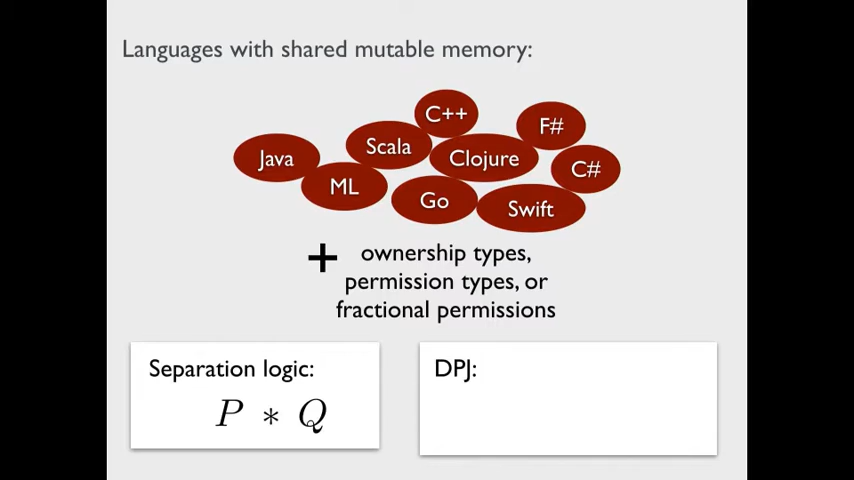 Languages with shared mutable memory:
C++
F#
Scala
Java
Clojure
C#
ML
Go
Swift
+ ownership types,
permission types, or
fractional permissions
Separation logic:
P * Q
DPJ: